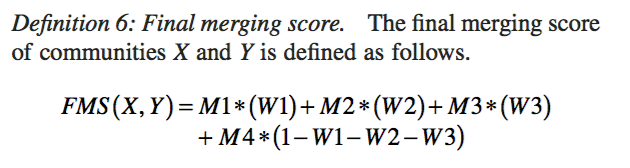 Definition 6: Final merging score. The final merging score
of communities X and Y is defined as follows.
FMS(X, Y)= M1*(W1)+ M2*(W2)+ M3*(W3)
+ M4*(1−W1−W2−W3)